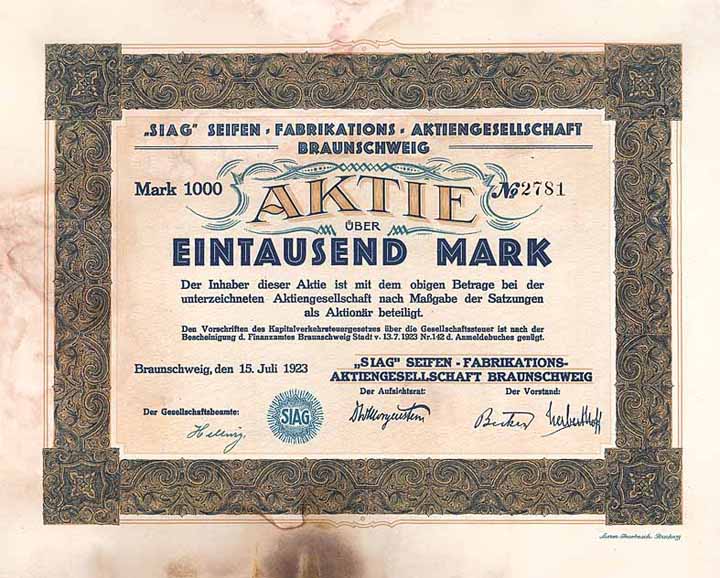 „SIAG” SEIFEN - FABRIKATIONS - AKTIENGESELLSCHAFT
BRAUNSCHWEIG
Mark 1000
AKTIE
№ 2781
ÜBER
EINTAUSEND MARK
Der Inhaber dieser Aktie ist mit dem obigen Betrage bei der
unterzeichneten Aktiengesellschaft nach Maßgabe der Satzungen
als Aktionär beteiligt.
Den Vorschriften des Kapitalverkehrsteuergesetzes über die Gesellschaftssteuer ist nach der
Bescheinigung d. Finanzamtes Braunschweig Stadt v. 13.7.1923 Nr. 142 d. Anmeldebuches genügt.
Braunschweig, den 15. Juli 1923
„SIAG” SEIFEN - FABRIKATIONS-
AKTIENGESELLSCHAFT BRAUNSCHWEIG
Der Aufsichtsrat:
Der Vorstand:
Der Gesellschaftsbeamte:
SIAG